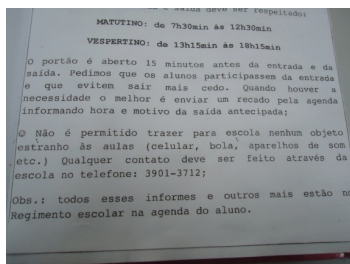 e saída deve ser respeitado:
MATUTINO: de 7h30min às 12h30min
VESPERTINO: de 13h15min às 18h15min
O portão é aberto 15 minutos antes da entrada e da
saída. Pedimos que os alunos participassem da entrada
e que evitem sair mais cedo. Quando houver a
necessidade o melhor é enviar um recado pela agenda
informando hora e motivo da saída antecipada;
☺ Não é permitido trazer para escola nenhum objeto
estranho às aulas (celular, bola, aparelhos de som
etc.) Qualquer contato deve ser feito através da
escola no telefone: 3901-3712;
Obs.: todos esses informes e outros mais estão no
Regimento escolar na agenda do aluno.